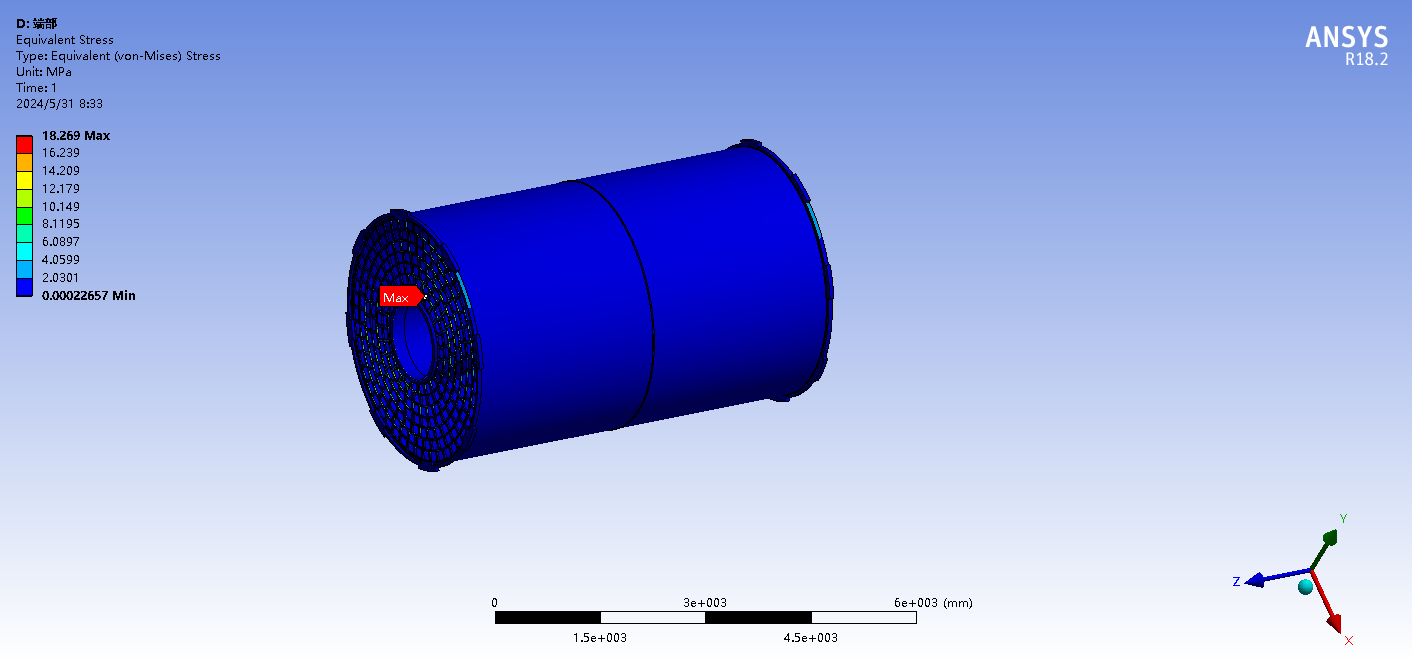 D: 端部
Equivalent Stress
Type: Equivalent (von-Mises) Stress
Unit: MPa
Time: 1
2024/5/31 8:33
18.269 Max
16.239
14.209
12.179
10.149
8.1195
6.0897
4.0599
2.0301
0.00022657 Min
ANSYS
R18.2
Max
0
3e+003
6e+003 (mm)
1.5e+003
4.5e+003
Y
Z
X